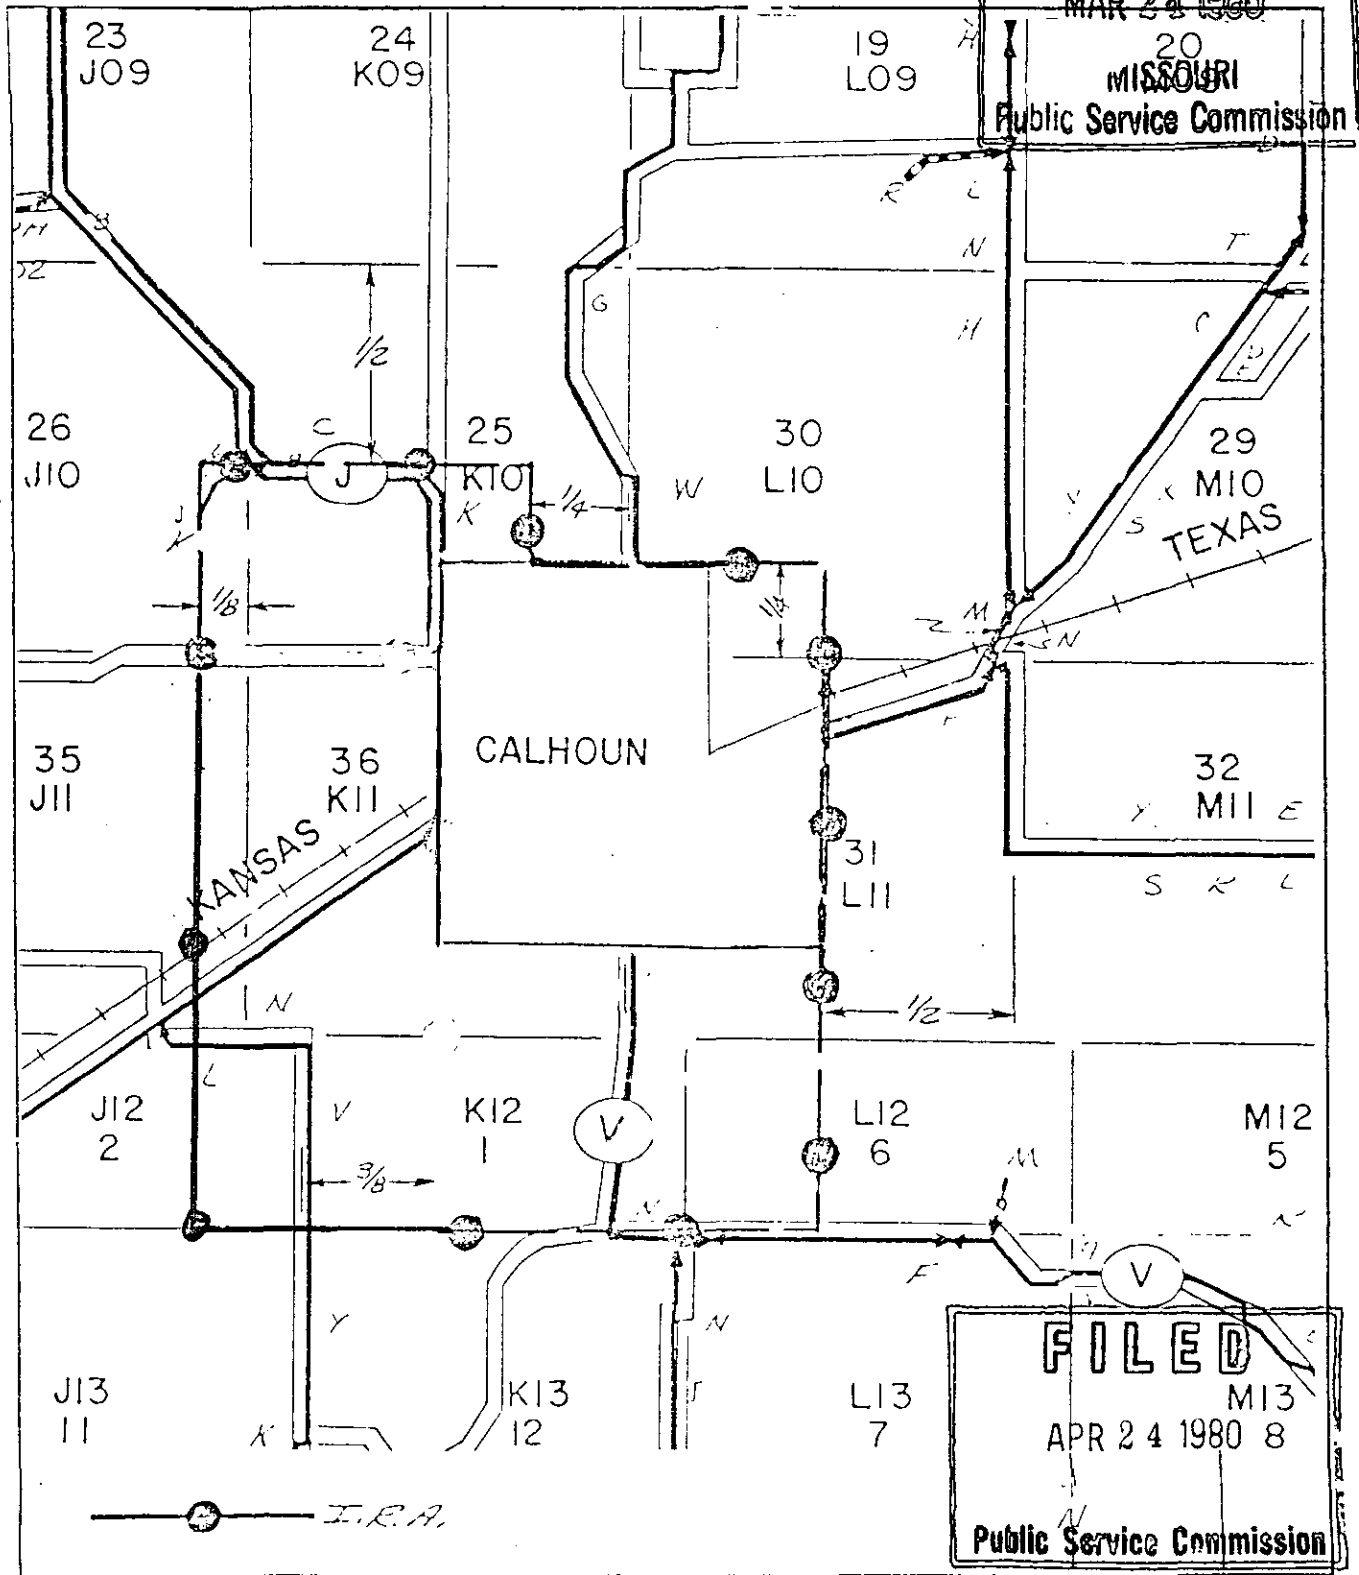 23
J09
24
K09
19
L09
20
MISSOURI
Public Service Commission
H
R
L
N
T
B
G
H
C
1/2
26
J10
C
J
25
K10
30
L10
29
M10
K
1/4
W
V
X
S
TEXAS
1/8
1/4
M
N
35
J11
36
K11
CALHOUN
32
M11
Y
E
KANSAS
31
L11
S
K
L
N
1/2
L
J12
2
V
K12
1
V
L12
6
M12
5
3/8
M
N
F
V
Y
N
FILED
J13
11
K
K13
12
L13
7
M13
8
APR 24 1980
I.R.A.
N
Public Service Commission